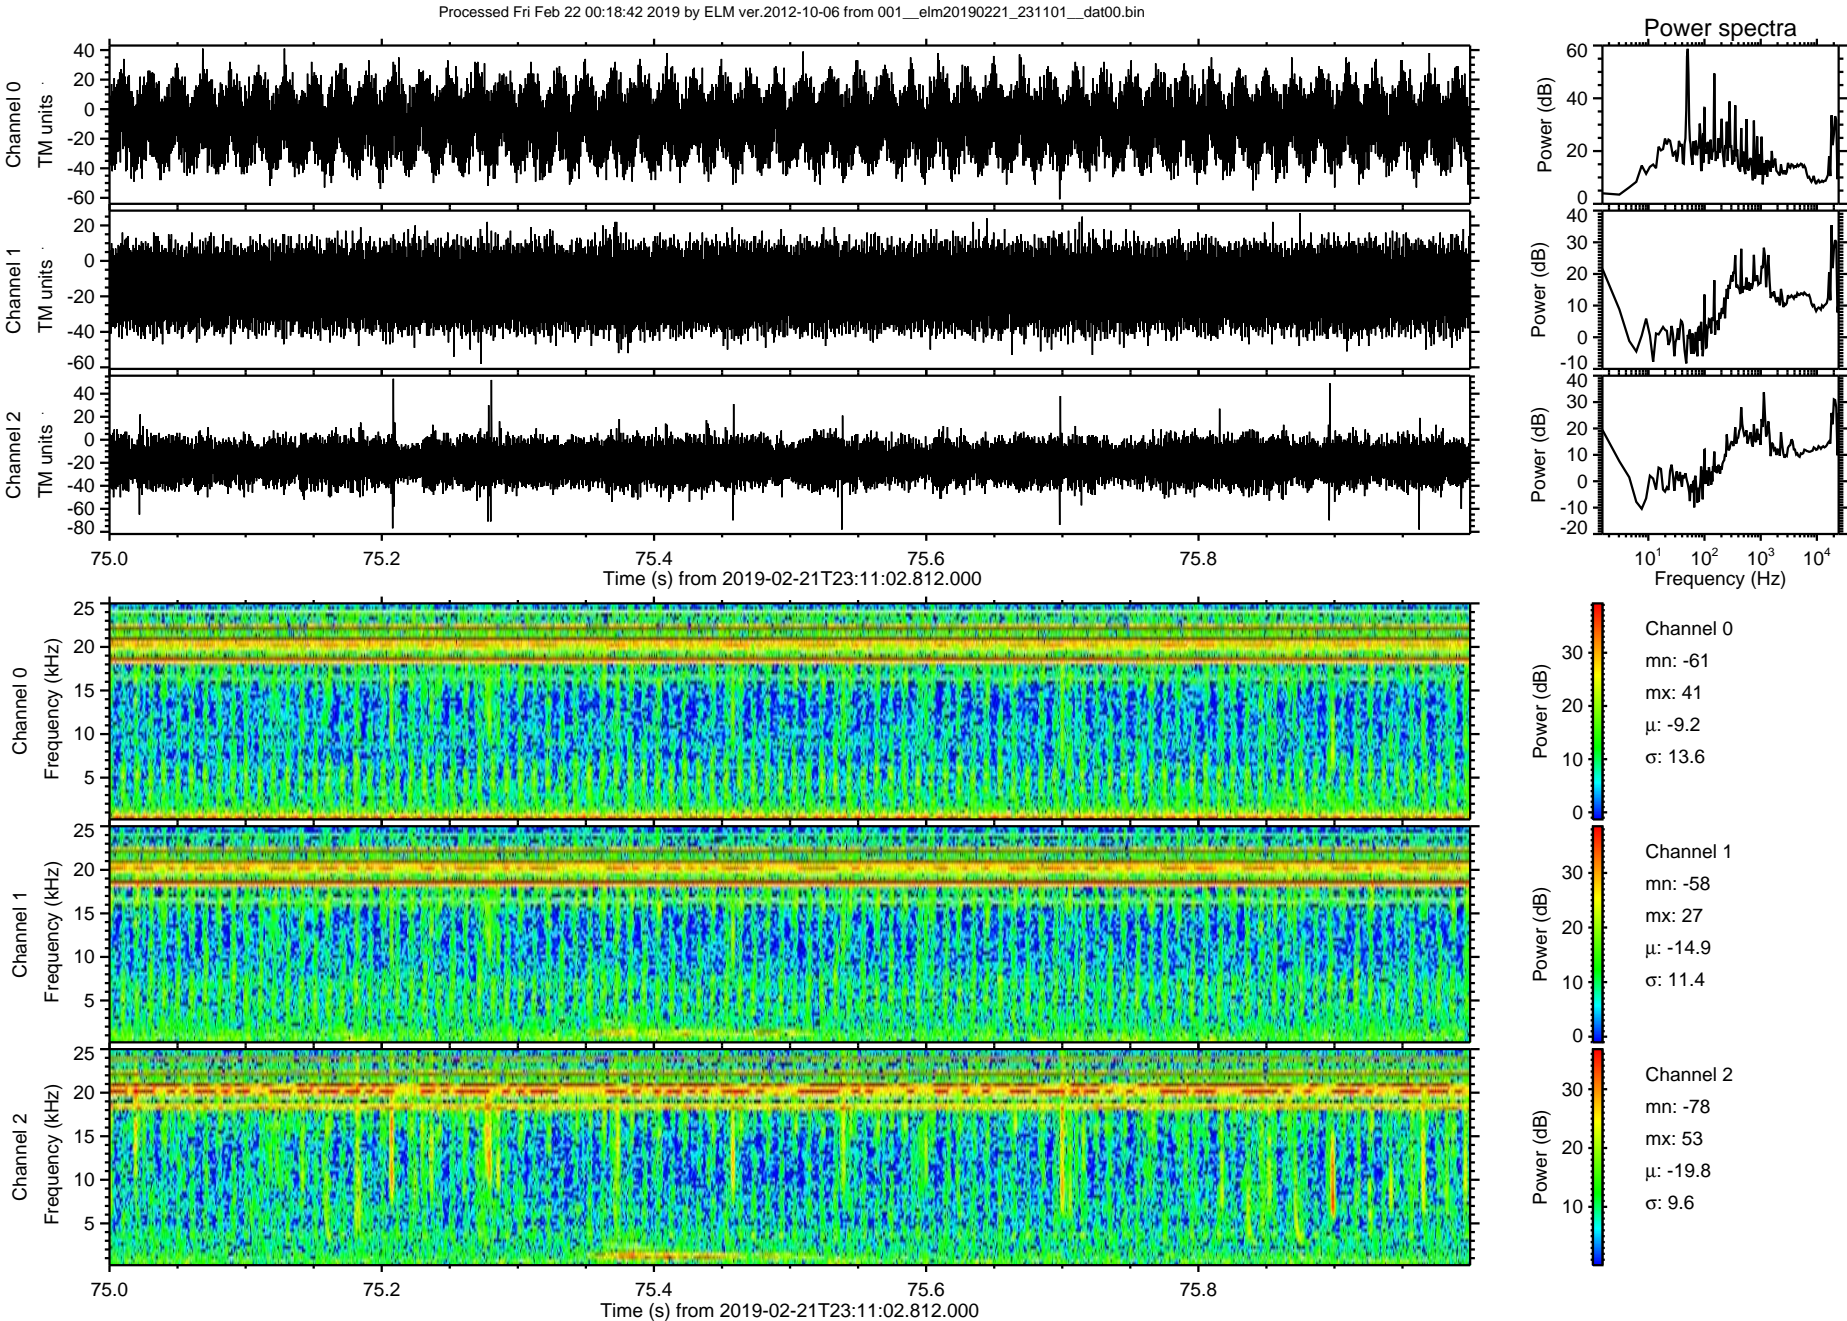 Processed Fri Feb 22 00:18:42 2019 by ELM ver.2012-10-06 from 001__elm20190221_231101__dat00.bin
Power spectra
Channel 0
TM units
40
20
0
-20
-40
-60
Power (dB)
60
40
20
0
Channel 1
TM units
20
0
-20
-40
-60
Power (dB)
40
30
20
10
0
-10
Channel 2
TM units
40
20
0
-20
-40
-60
-80
Power (dB)
40
30
20
10
0
-10
-20
75.0 75.2 75.4 75.6 75.8
Time (s) from 2019-02-21T23:11:02.812.000
10¹ 10² 10³ 10⁴
Frequency (Hz)
Channel 0
Frequency (kHz)
25
20
15
10
5
Power (dB)
30
20
10
0
Channel 0
mn: -61
mx: 41
μ: -9.2
σ: 13.6
Channel 1
Frequency (kHz)
25
20
15
10
5
Power (dB)
30
20
10
0
Channel 1
mn: -58
mx: 27
μ: -14.9
σ: 11.4
Channel 2
Frequency (kHz)
25
20
15
10
5
Power (dB)
30
20
10
Channel 2
mn: -78
mx: 53
μ: -19.8
σ: 9.6
75.0 75.2 75.4 75.6 75.8
Time (s) from 2019-02-21T23:11:02.812.000